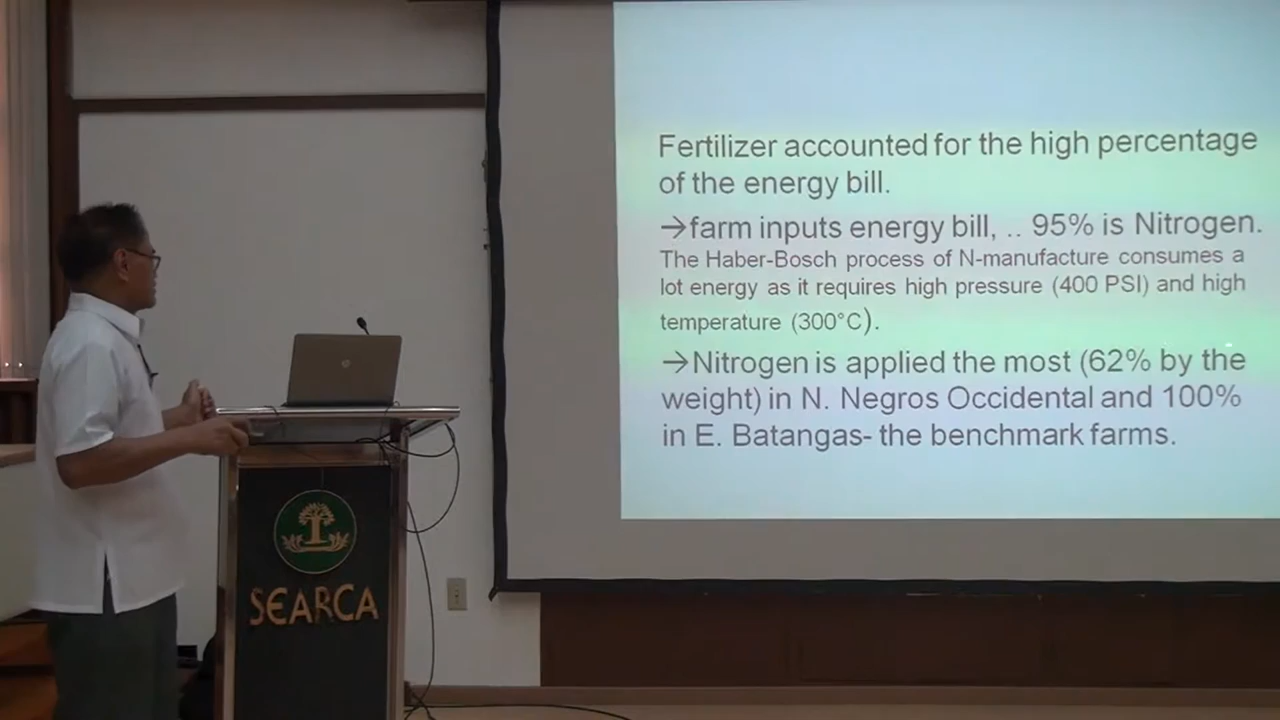 Fertilizer accounted for the high percentage
of the energy bill.
→farm inputs energy bill, .. 95% is Nitrogen.
The Haber-Bosch process of N-manufacture consumes a
lot energy as it requires high pressure (400 PSI) and high
temperature (300°C).
→Nitrogen is applied the most (62% by the
weight) in N. Negros Occidental and 100%
in E. Batangas- the benchmark farms.
SEARCA